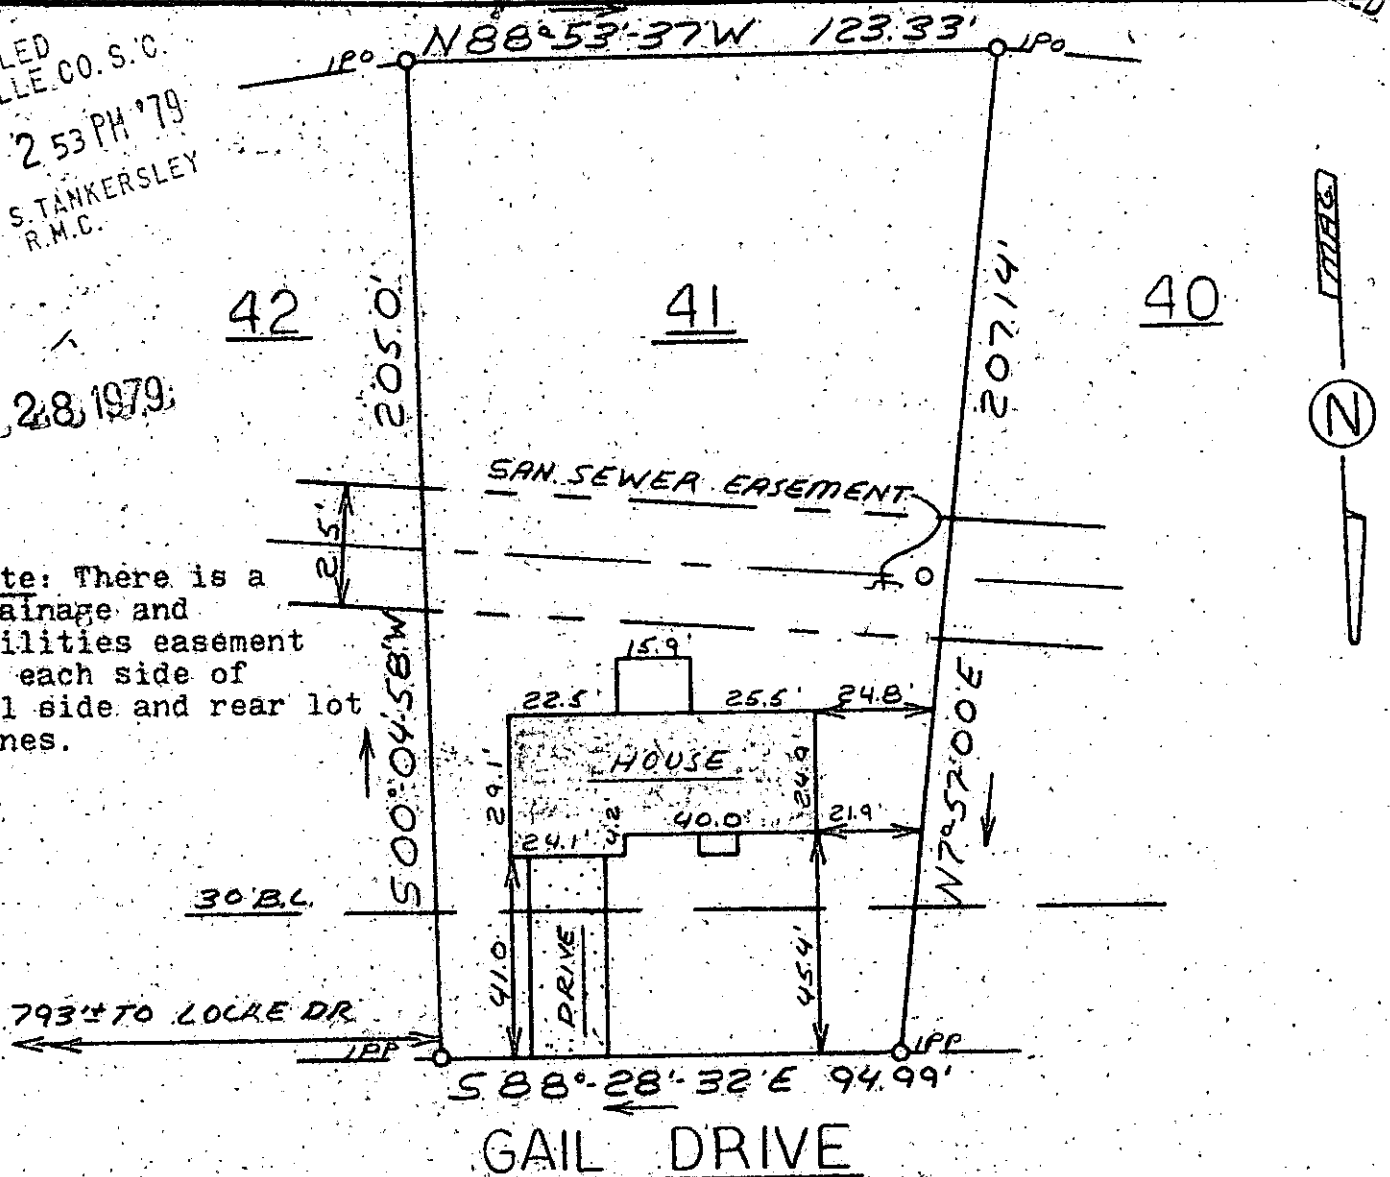 N 88°-53'-37 W 123.33'
IPO
IPO
LED
LLE.CO. S. C.
2 53 PM '79
S. TANKERSLEY
R.M.C.
28 1979
42
41
40
MAG.
N
205.0'
207.14'
SAN. SEWER EASEMENT
25'
te: There is a
ainage and
ilities easement
each side of
l side and rear lot
nes.
S 00°-04'-58" W
N 7°-52'-00" E
15.9'
22.5'
25.5'
24.8'
HOUSE
29.1'
24.9'
24.1'
4.2'
40.0'
21.9'
30' B.L.
41.0
DRIVE
45.4'
793'± TO LOCKE DR
IPP
IPP
S 88°-28'-32" E 94.99'
GAIL DRIVE